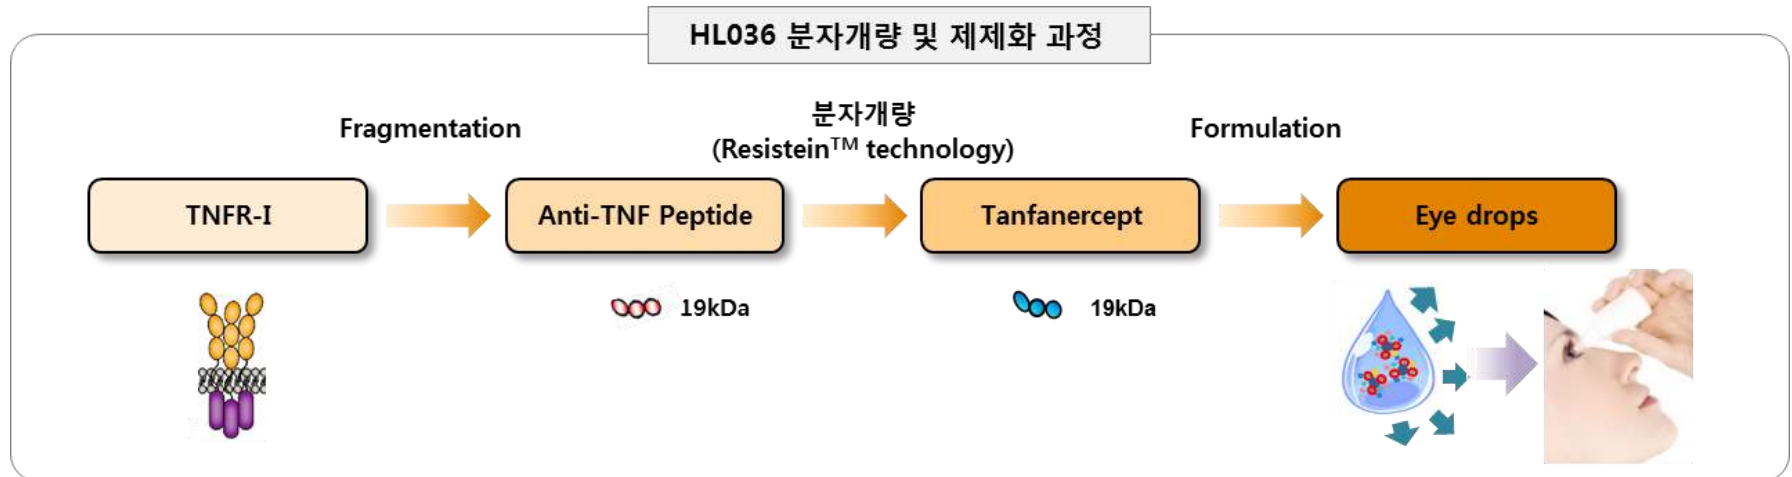 HL036 분자개량 및 제제화 과정
Fragmentation
분자개량
(Resistein™ technology)
Formulation
TNFR-I
Anti-TNF Peptide
Tanfanercept
Eye drops
19kDa
19kDa